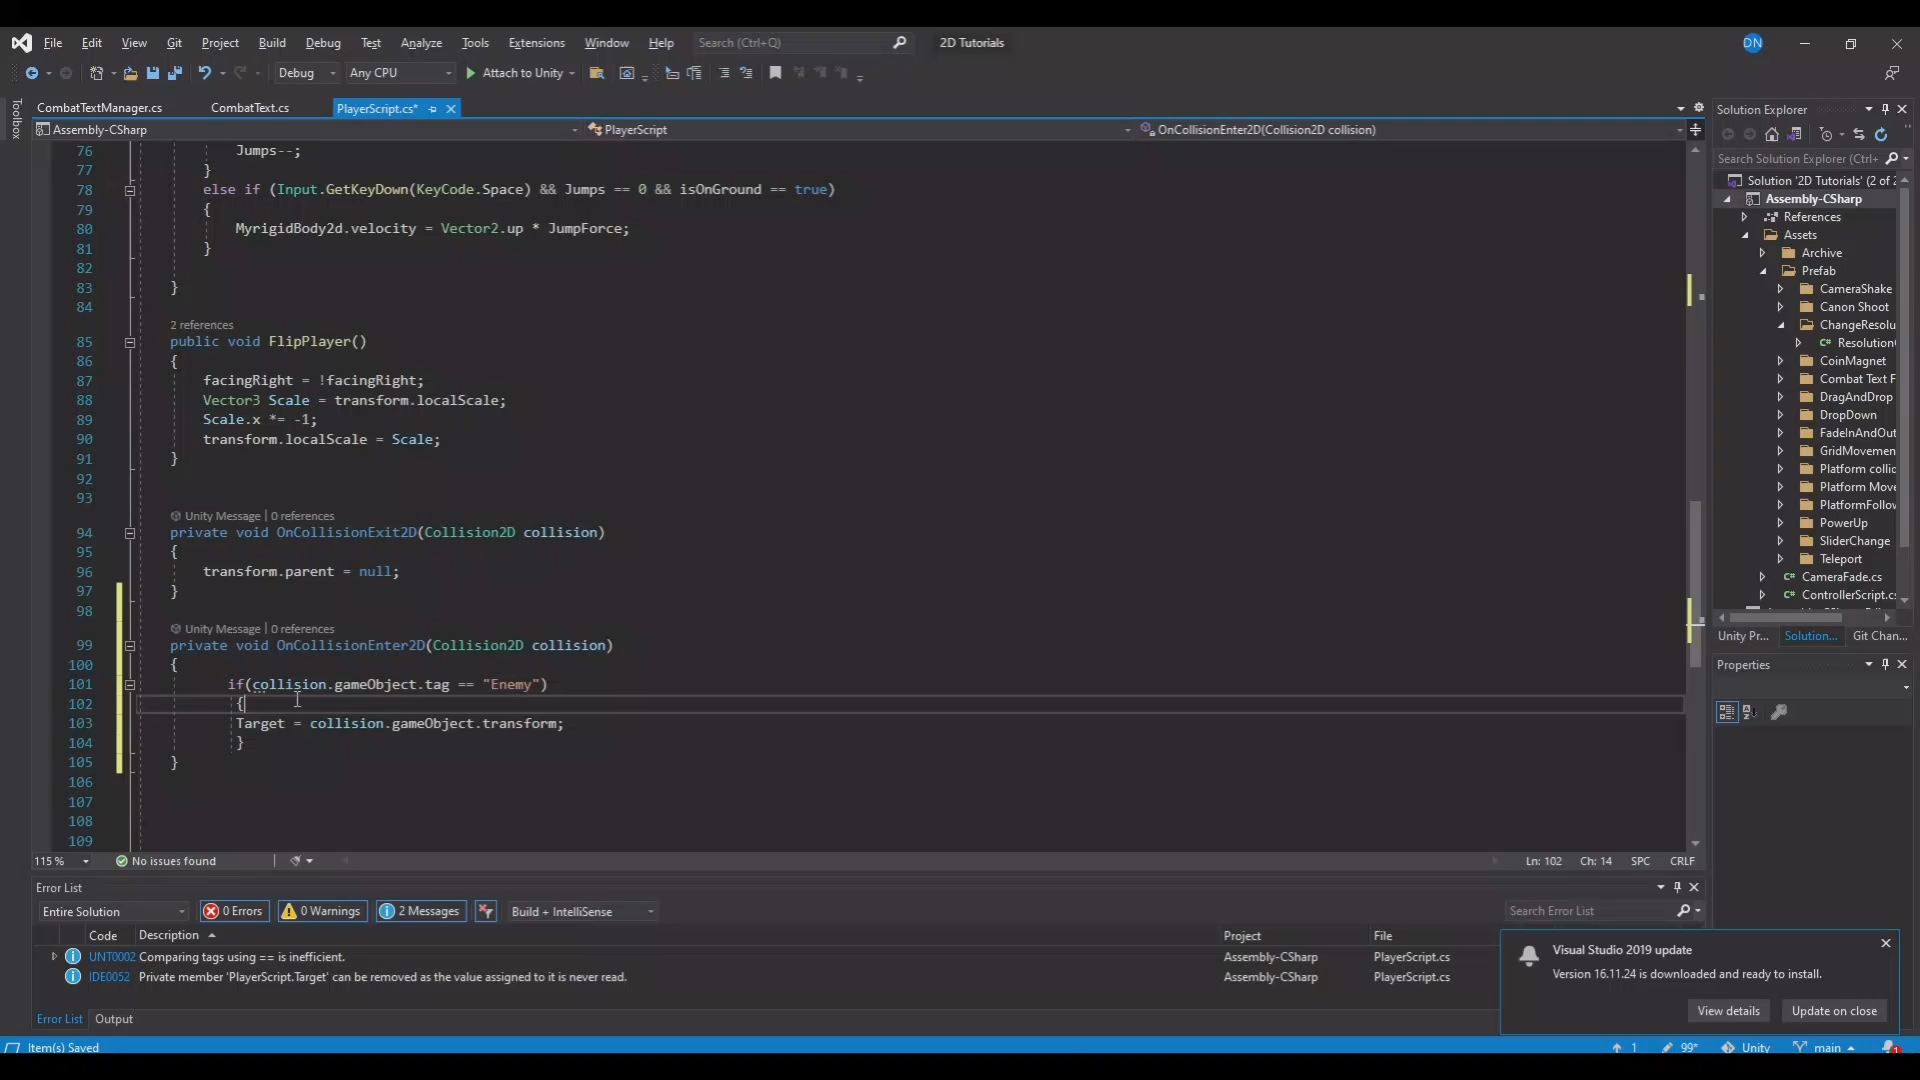 File Edit View Git Project Build Debug Test Analyze Tools Extensions Window Help Search (Ctrl+Q) 2D Tutorials DN
Debug Any CPU Attach to Unity
Toolbox
CombatTextManager.cs CombatText.cs PlayerScript.cs*
Assembly-CSharp PlayerScript OnCollisionEnter2D(Collision2D collision)
76 Jumps--;
77 }
78 else if (Input.GetKeyDown(KeyCode.Space) && Jumps == 0 && isOnGround == true)
79 {
80 MyrigidBody2d.velocity = Vector2.up * JumpForce;
81 }
82
83 }
84
2 references
85 public void FlipPlayer()
86 {
87 facingRight = !facingRight;
88 Vector3 Scale = transform.localScale;
89 Scale.x *= -1;
90 transform.localScale = Scale;
91 }
92
93
Unity Message | 0 references
94 private void OnCollisionExit2D(Collision2D collision)
95 {
96 transform.parent = null;
97 }
98
Unity Message | 0 references
99 private void OnCollisionEnter2D(Collision2D collision)
100 {
101 if(collision.gameObject.tag == "Enemy")
102 {
103 Target = collision.gameObject.transform;
104 }
105 }
106
107
108
109
115 % No issues found Ln: 102 Ch: 14 SPC CRLF
Error List
Entire Solution 0 Errors 0 Warnings 2 Messages Build + IntelliSense Search Error List
Code Description Project File
UNT0002 Comparing tags using == is inefficient. Assembly-CSharp PlayerScript.cs
IDE0052 Private member 'PlayerScript.Target' can be removed as the value assigned to it is never read. Assembly-CSharp PlayerScript.cs
Error List Output
Item(s) Saved 1 99* Unity main 1
Solution Explorer
Search Solution Explorer (Ctrl+
Solution '2D Tutorials' (2 of 2
Assembly-CSharp
References
Assets
Archive
Prefab
CameraShake
Canon Shoot
ChangeResolu
Resolution
CoinMagnet
Combat Text F
DragAndDrop
DropDown
FadeInAndOut
GridMovemen
Platform collid
Platform Move
PlatformFollow
PowerUp
SliderChange
Teleport
CameraFade.cs
ControllerScript.cs
Unity Pr... Solution... Git Chan...
Properties
Visual Studio 2019 update
Version 16.11.24 is downloaded and ready to install.
View details Update on close